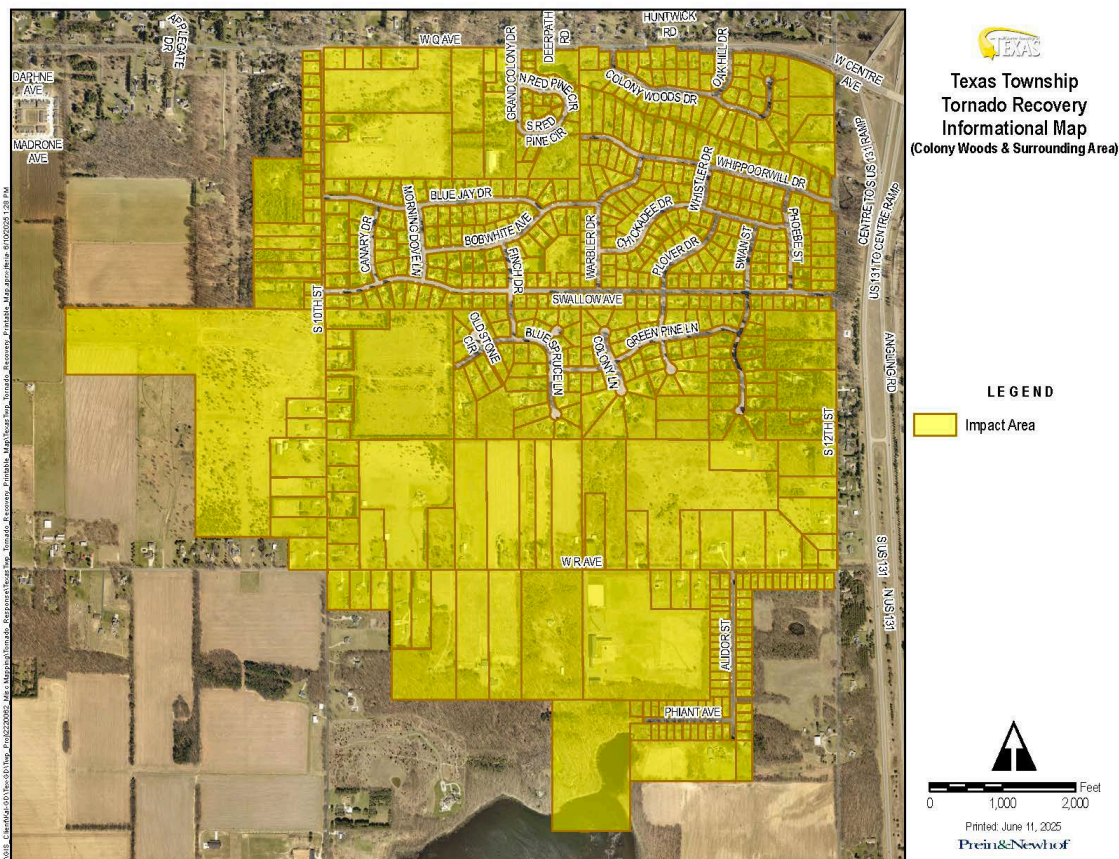 HUNTWICK
RD
APPLEGATE
DR
DEERPATH
RD
GRAND COLONY DR
OAK HILL DR
W Q AVE
W CENTRE
AVE
DAPHNE
AVE
MADRONE
AVE
N RED PINE CIR
S RED
PINE CIR
COLONY WOODS DR
WHIPPOORWILL DR
WHISTLER DR
BLUE JAY DR
MORNING DOVE LN
CANARY DR
BOBWHITE AVE
FINCH DR
WARBLER DR
CHICKADEE DR
PLOVER DR
SWAN ST
PHOEBE ST
CENTRE TO S US 131 RAMP
US 131 TO CENTRE RAMP
S 10TH ST
SWALLOW AVE
OLD STONE
CIR
BLUE SPRUCE LN
COLONY LN
GREEN PINE LN
ANGLING RD
S 12TH ST
W R AVE
S US 131
N US 131
ALIDOR ST
PHIANT AVE
TEXAS
Texas Township
Tornado Recovery
Informational Map
(Colony Woods & Surrounding Area)
LEGEND
Impact Area
Feet
0 1,000 2,000
Printed: June 11, 2025
Prein&Newhof